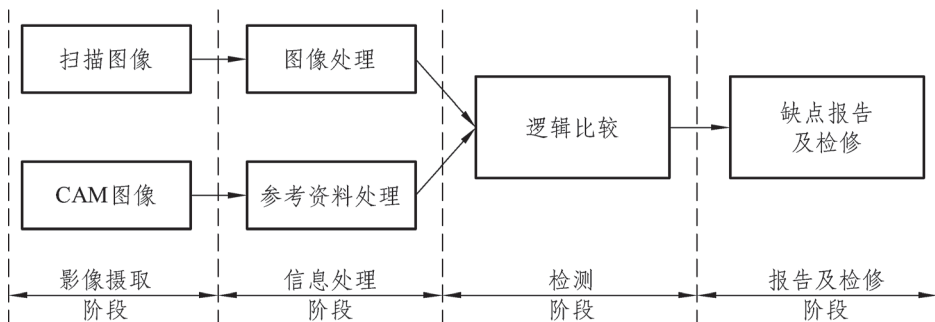 扫描图像
图像处理
逻辑比较
缺点报告
及检修
CAM图像
参考资料处理
影像摄取
阶段
信息处理
阶段
检测
阶段
报告及检修
阶段